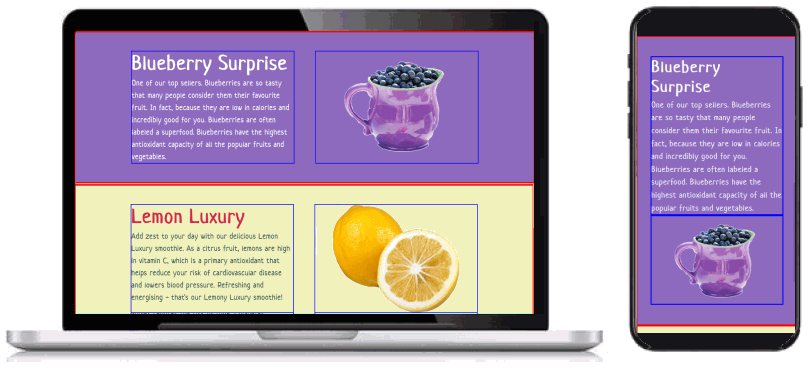 Blueberry Surprise
One of our top sellers. Blueberries are so tasty
that many people consider them their favourite
fruit. In fact, because they are low in calories and
incredibly good for you. Blueberries are often
labeled a superfood. Blueberries have the highest
antioxidant capacity of all the popular fruits and
vegetables.
Lemon Luxury
Add zest to your day with our delicious Lemon
Luxury smoothie. As a citrus fruit, lemons are high
in vitamin C, which is a primary antioxidant that
helps reduce your risk of cardiovascular disease
and lowers blood pressure. Refreshing and
energising - that's our Lemony Luxury smoothie!
Blueberry
Surprise
One of our top sellers. Blueberries
are so tasty that many people
consider them their favourite fruit. In
fact, because they are low in calories
and incredibly good for you.
Blueberries are often labeled a
superfood. Blueberries have the
highest antioxidant capacity of all the
popular fruits and vegetables.